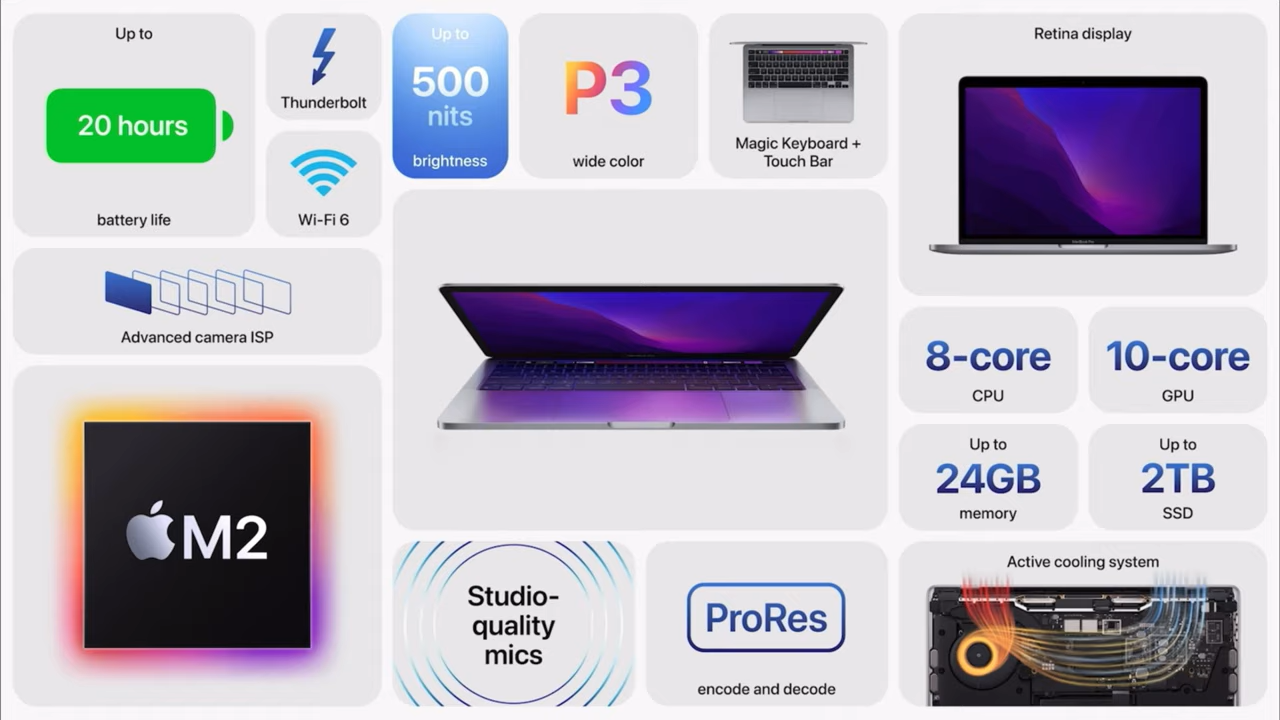 Up to
20 hours
battery life
Thunderbolt
Wi-Fi 6
Up to
500
nits
brightness
P3
wide color
Magic Keyboard +
Touch Bar
Retina display
Advanced camera ISP
M2
8-core
CPU
10-core
GPU
Up to
24GB
memory
Up to
2TB
SSD
Studio-
quality
mics
ProRes
encode and decode
Active cooling system